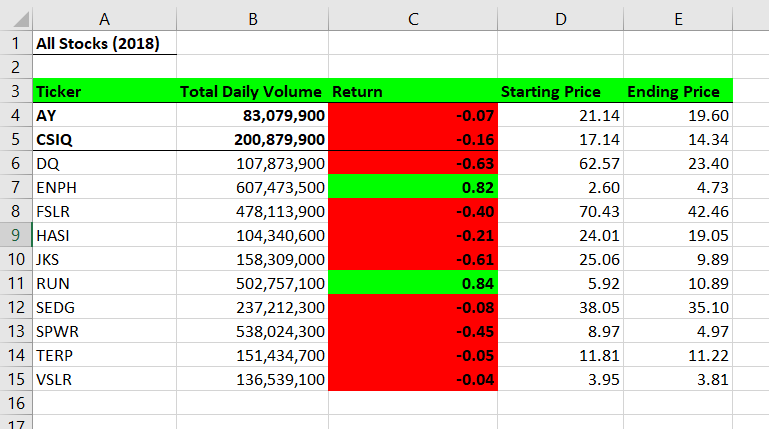 A B C D E
1 All Stocks (2018)
2
3 Ticker Total Daily Volume Return Starting Price Ending Price
4 AY 83,079,900 -0.07 21.14 19.60
5 CSIQ 200,879,900 -0.16 17.14 14.34
6 DQ 107,873,900 -0.63 62.57 23.40
7 ENPH 607,473,500 0.82 2.60 4.73
8 FSLR 478,113,900 -0.40 70.43 42.46
9 HASI 104,340,600 -0.21 24.01 19.05
10 JKS 158,309,000 -0.61 25.06 9.89
11 RUN 502,757,100 0.84 5.92 10.89
12 SEDG 237,212,300 -0.08 38.05 35.10
13 SPWR 538,024,300 -0.45 8.97 4.97
14 TERP 151,434,700 -0.05 11.81 11.22
15 VSLR 136,539,100 -0.04 3.95 3.81
16
17